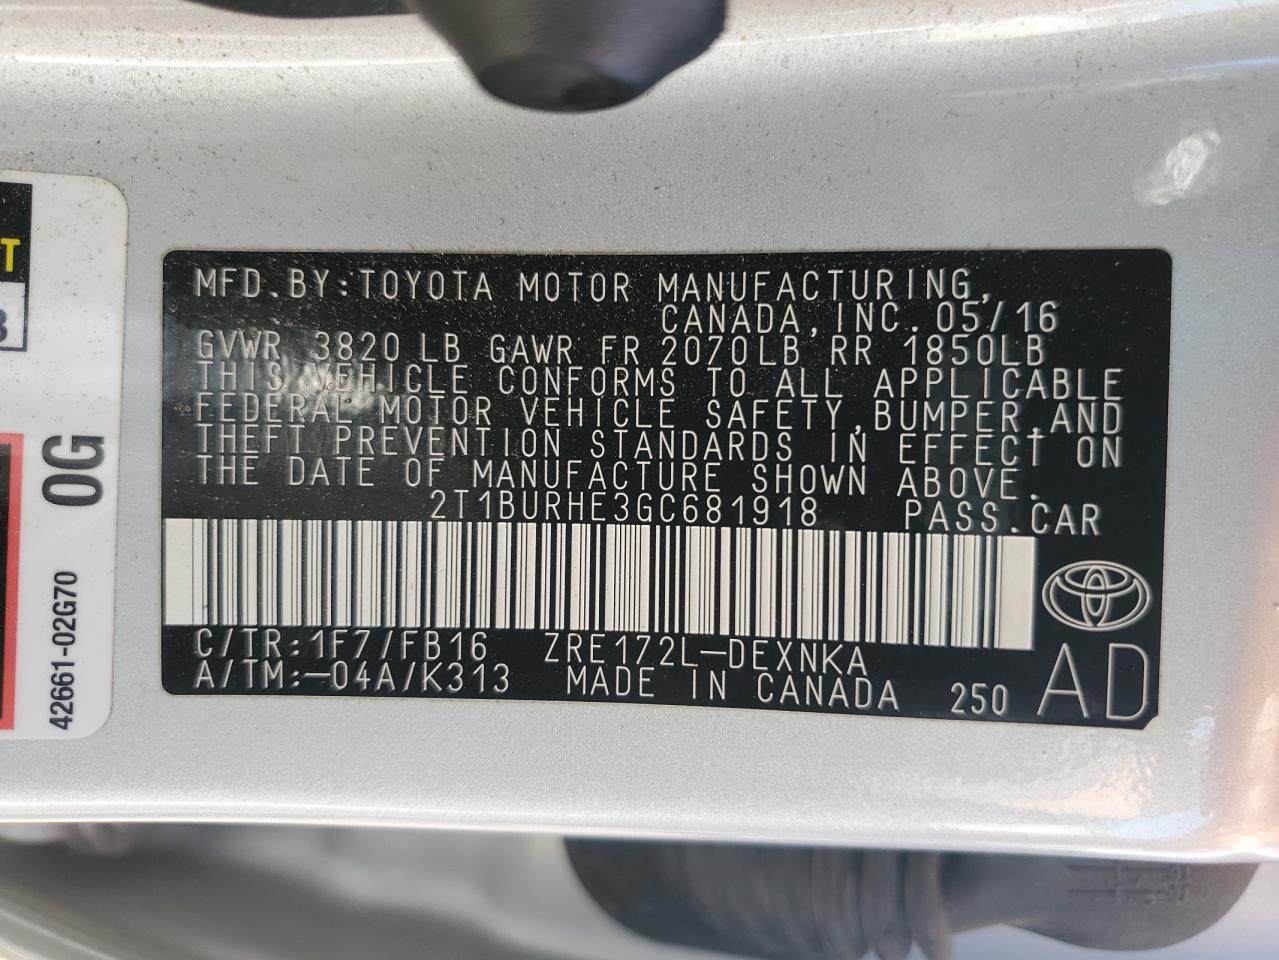 MFD.BY:TOYOTA MOTOR MANUFACTURING,
CANADA,INC. 05/16
GVWR 3820 LB GAWR FR 2070LB RR 1850LB
THIS VEHICLE CONFORMS TO ALL APPLICABLE
FEDERAL MOTOR VEHICLE SAFETY,BUMPER,AND
THEFT PREVENTION STANDARDS IN EFFECT ON
THE DATE OF MANUFACTURE SHOWN ABOVE.
2T1BURHE3GC681918 PASS.CAR
C/TR:1F7/FB16 ZRE172L-DEXNKA
A/TM:-04A/K313 MADE IN CANADA 250 AD
T
3
0G
42661-02G70